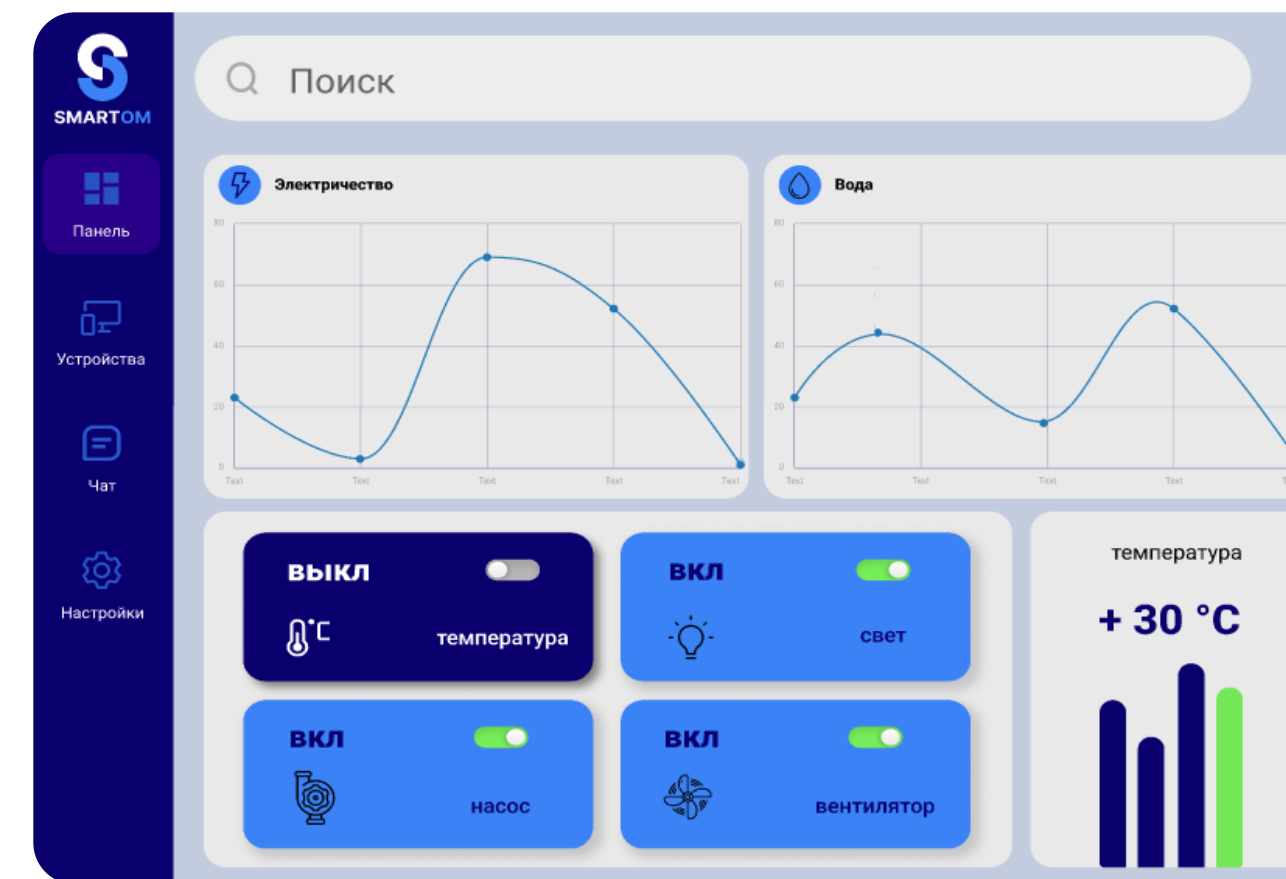 SMARTOM
Поиск
Панель
Устройства
Чат
Настройки
Электричество
80
60
40
20
0
Text Text Text Text Text
Вода
80
60
40
20
0
Text Text Text Text
ВЫКЛ
°C
температура
ВКЛ
свет
ВКЛ
насос
ВКЛ
вентилятор
температура
+ 30 °C